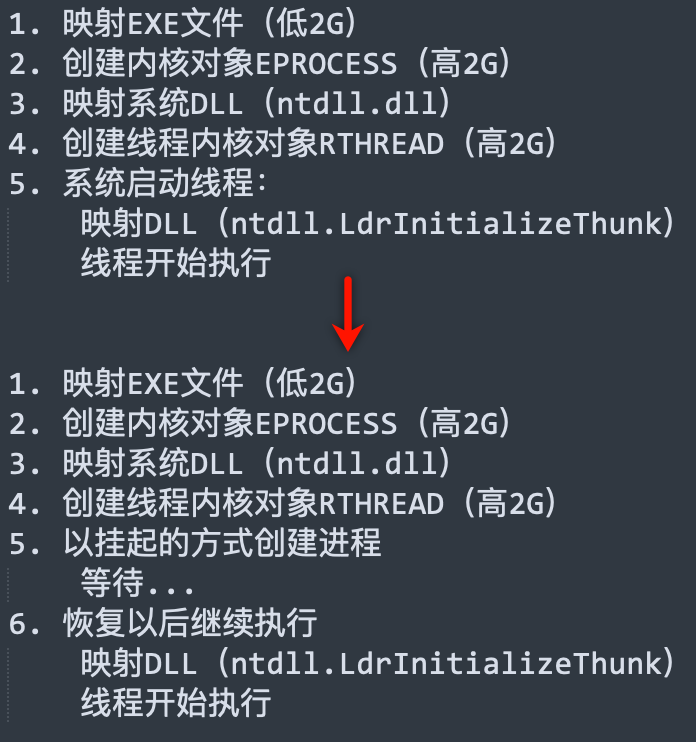 1. 映射EXE文件（低2G）
2. 创建内核对象EPROCESS（高2G）
3. 映射系统DLL（ntdll.dll）
4. 创建线程内核对象RTHREAD（高2G）
5. 系统启动线程：
映射DLL（ntdll.LdrInitializeThunk）
线程开始执行
1. 映射EXE文件（低2G）
2. 创建内核对象EPROCESS（高2G）
3. 映射系统DLL（ntdll.dll）
4. 创建线程内核对象RTHREAD（高2G）
5. 以挂起的方式创建进程
等待...
6. 恢复以后继续执行
映射DLL（ntdll.LdrInitializeThunk）
线程开始执行